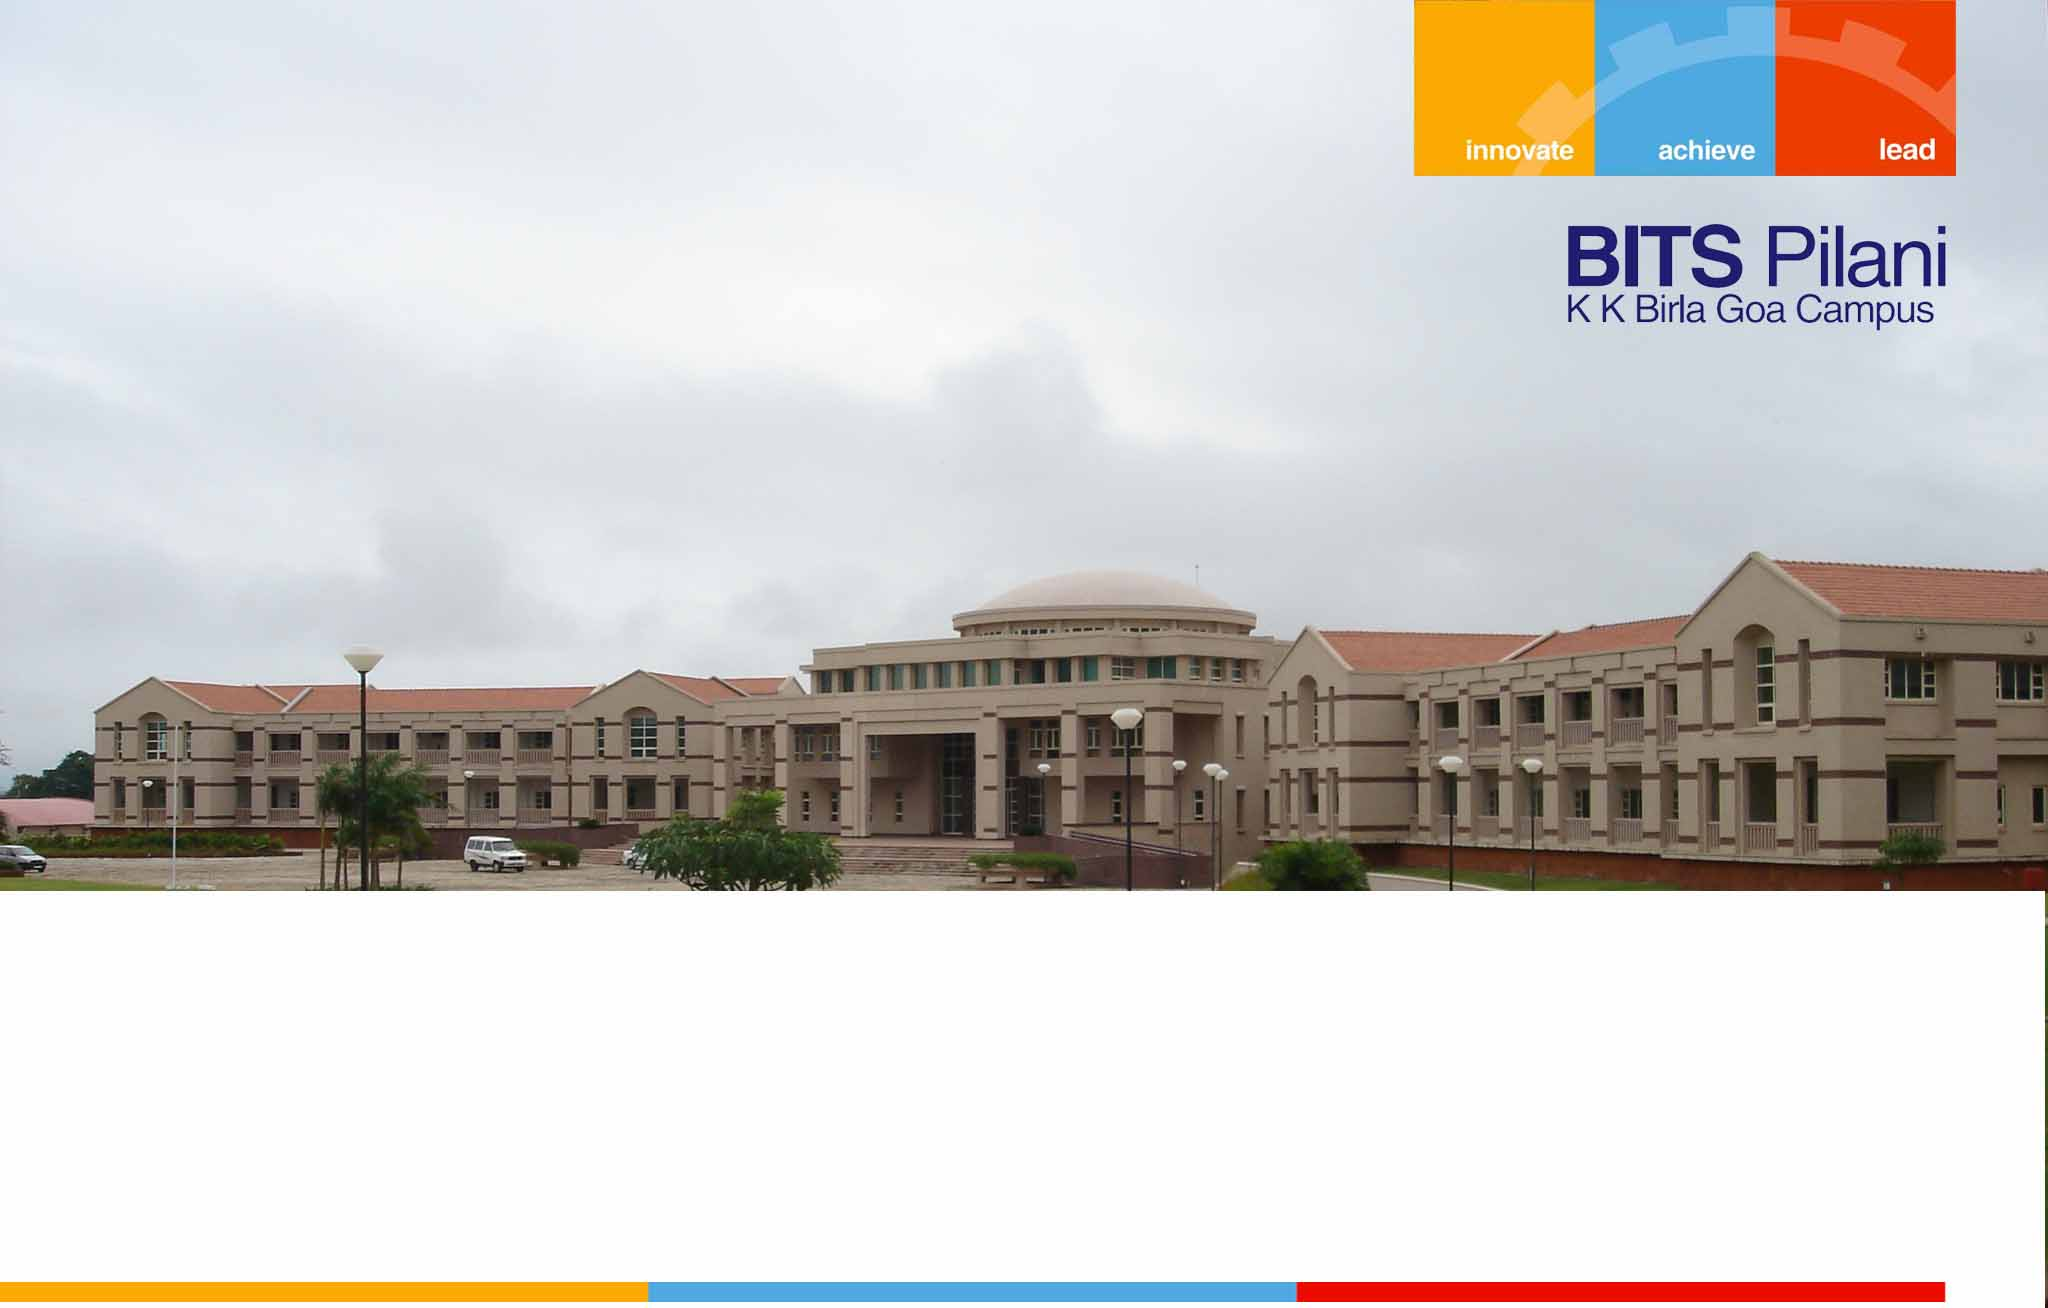 innovate achieve lead
BITS Pilani
K K Birla Goa Campus